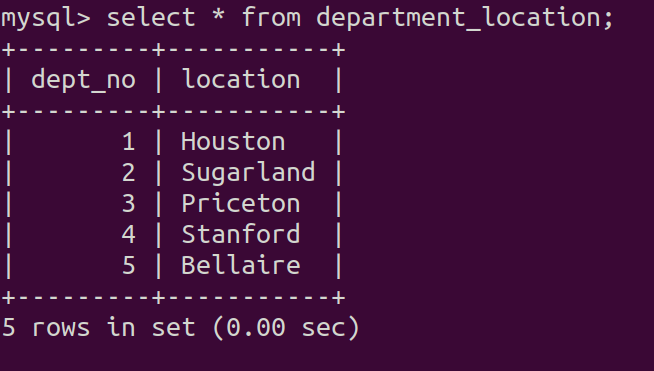 mysql> select * from department_location;
+---------+-----------+
| dept_no | location  |
+---------+-----------+
|       1 | Houston   |
|       2 | Sugarland |
|       3 | Priceton  |
|       4 | Stanford  |
|       5 | Bellaire  |
+---------+-----------+
5 rows in set (0.00 sec)